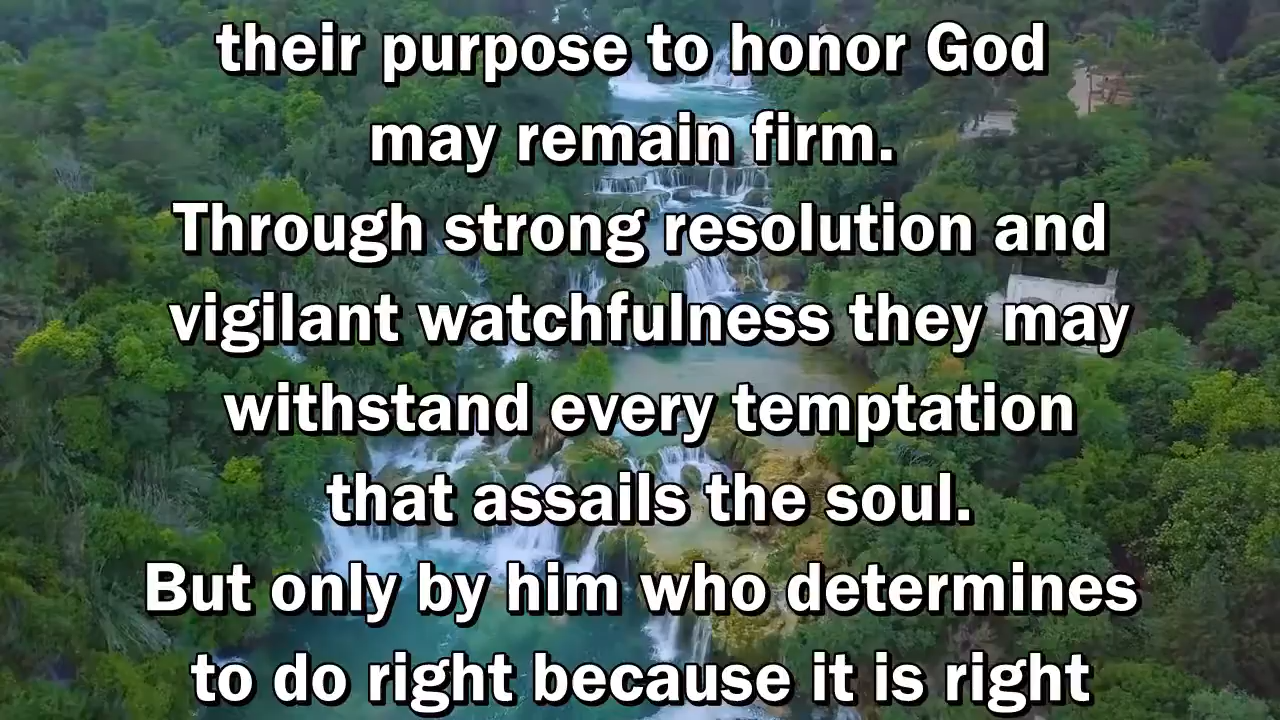 their purpose to honor God
may remain firm.
Through strong resolution and
vigilant watchfulness they may
withstand every temptation
that assails the soul.
But only by him who determines
to do right because it is right